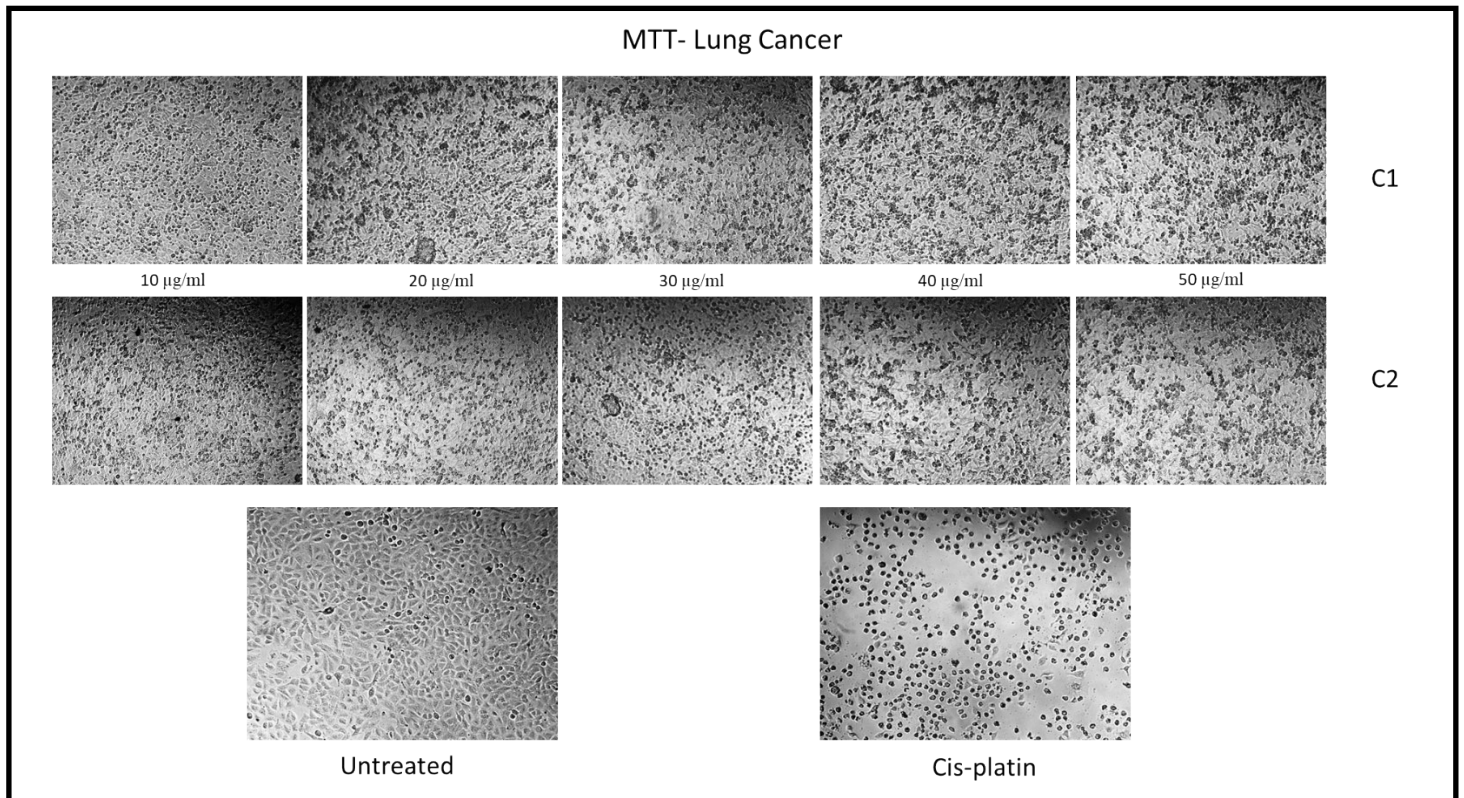 MTT- Lung Cancer
C1
10 µg/ml 20 µg/ml 30 µg/ml 40 µg/ml 50 µg/ml
C2
Untreated Cis-platin